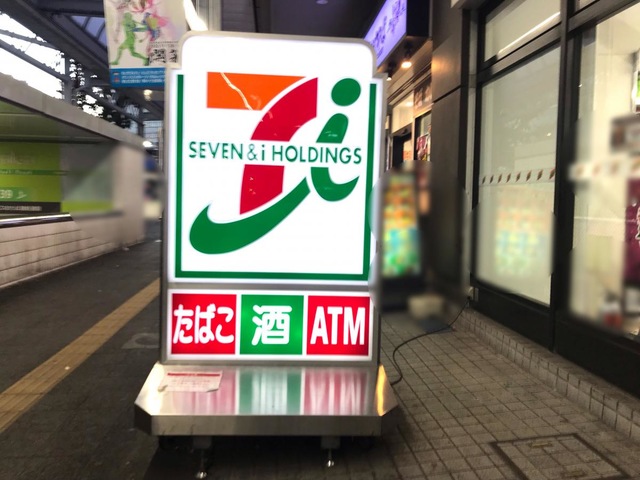 SEVEN & i HOLDINGS
たばこ 酒 ATM